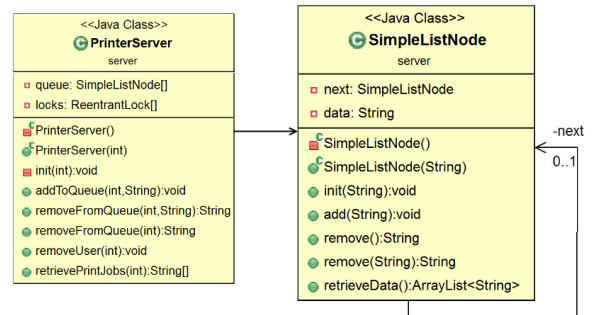 <<Java Class>>
PrinterServer
server
queue: SimpleListNode[]
locks: ReentrantLock[]
PrinterServer()
PrinterServer(int)
init(int):void
addToQueue(int,String):void
removeFromQueue(int,String):String
removeFromQueue(int):String
removeUser(int):void
retrievePrintJobs(int):String[]
<<Java Class>>
SimpleListNode
server
next: SimpleListNode
data: String
SimpleListNode()
SimpleListNode(String)
init(String):void
add(String):void
remove():String
remove(String):String
retrieveData():ArrayList<String>
-next
0..1